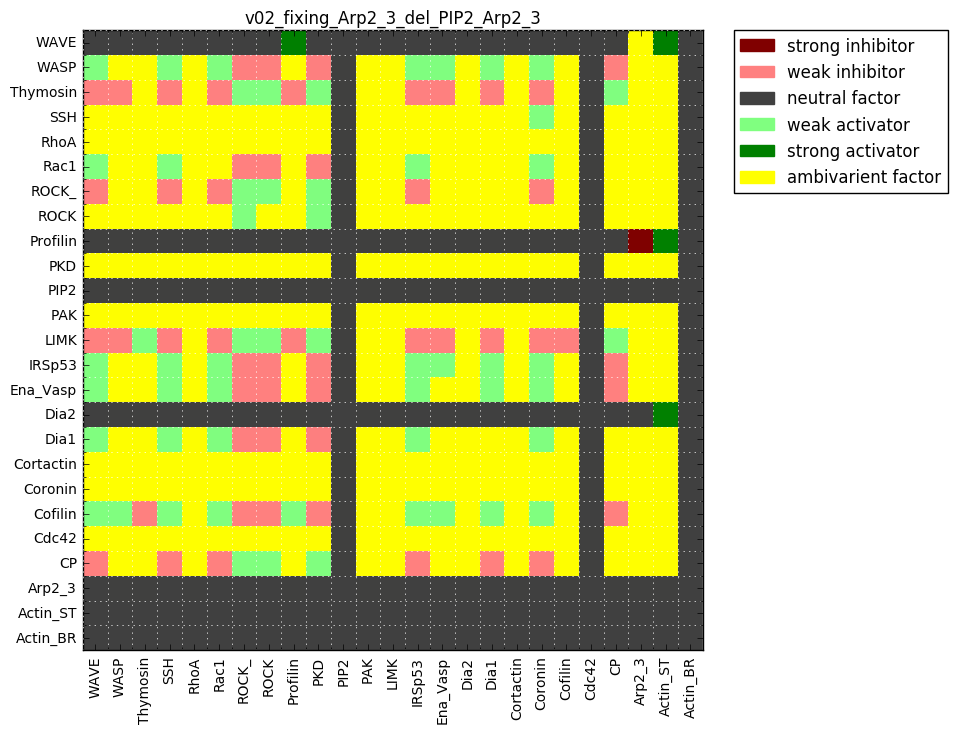 v02_fixing_Arp2_3_del_PIP2_Arp2_3
WAVE
WASP
Thymosin
SSH
RhoA
Rac1
ROCK_
ROCK
Profilin
PKD
PIP2
PAK
LIMK
IRSp53
Ena_Vasp
Dia2
Dia1
Cortactin
Coronin
Cofilin
Cdc42
CP
Arp2_3
Actin_ST
Actin_BR
WAVE
WASP
Thymosin
SSH
RhoA
Rac1
ROCK_
ROCK
Profilin
PKD
PIP2
PAK
LIMK
IRSp53
Ena_Vasp
Dia2
Dia1
Cortactin
Coronin
Cofilin
Cdc42
CP
Arp2_3
Actin_ST
Actin_BR
strong inhibitor
weak inhibitor
neutral factor
weak activator
strong activator
ambivarient factor